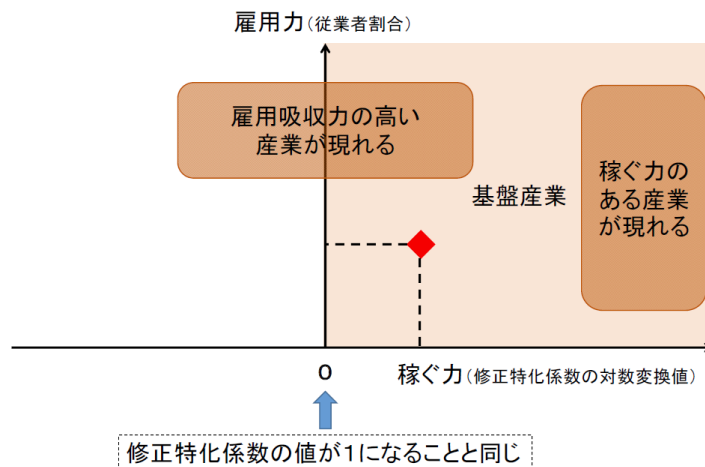 雇用力(従業者割合)
雇用吸収力の高い
産業が現れる
稼ぐ力の
ある産業
が現れる
基盤産業
0
稼ぐ力(修正特化係数の対数変換値)
修正特化係数の値が1になることと同じ